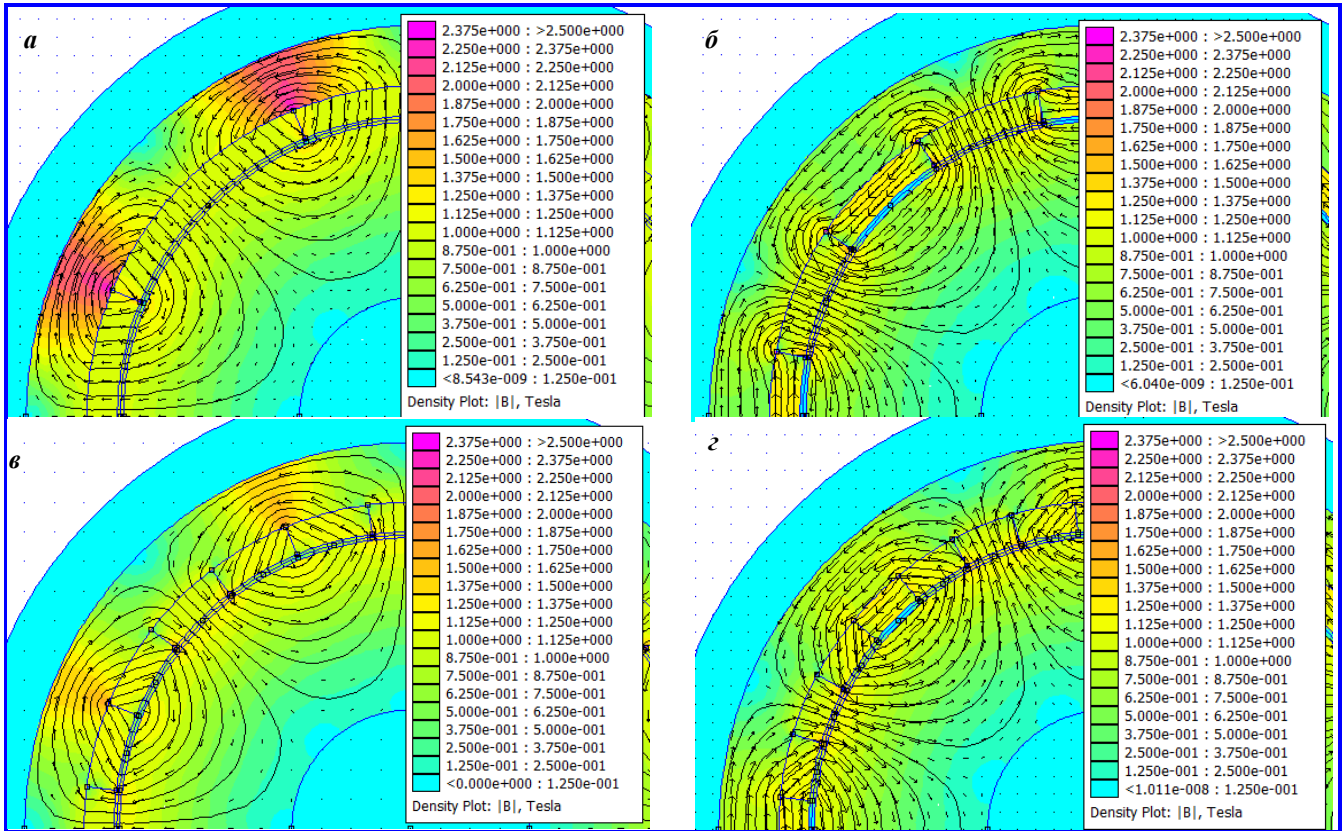 а
2.375e+000 : >2.500e+000
2.250e+000 : 2.375e+000
2.125e+000 : 2.250e+000
2.000e+000 : 2.125e+000
1.875e+000 : 2.000e+000
1.750e+000 : 1.875e+000
1.625e+000 : 1.750e+000
1.500e+000 : 1.625e+000
1.375e+000 : 1.500e+000
1.250e+000 : 1.375e+000
1.125e+000 : 1.250e+000
1.000e+000 : 1.125e+000
8.750e-001 : 1.000e+000
7.500e-001 : 8.750e-001
6.250e-001 : 7.500e-001
5.000e-001 : 6.250e-001
3.750e-001 : 5.000e-001
2.500e-001 : 3.750e-001
1.250e-001 : 2.500e-001
<8.543e-009 : 1.250e-001
Density Plot: |B|, Tesla
б
2.375e+000 : >2.500e+000
2.250e+000 : 2.375e+000
2.125e+000 : 2.250e+000
2.000e+000 : 2.125e+000
1.875e+000 : 2.000e+000
1.750e+000 : 1.875e+000
1.625e+000 : 1.750e+000
1.500e+000 : 1.625e+000
1.375e+000 : 1.500e+000
1.250e+000 : 1.375e+000
1.125e+000 : 1.250e+000
1.000e+000 : 1.125e+000
8.750e-001 : 1.000e+000
7.500e-001 : 8.750e-001
6.250e-001 : 7.500e-001
5.000e-001 : 6.250e-001
3.750e-001 : 5.000e-001
2.500e-001 : 3.750e-001
1.250e-001 : 2.500e-001
<6.040e-009 : 1.250e-001
Density Plot: |B|, Tesla
в
2.375e+000 : >2.500e+000
2.250e+000 : 2.375e+000
2.125e+000 : 2.250e+000
2.000e+000 : 2.125e+000
1.875e+000 : 2.000e+000
1.750e+000 : 1.875e+000
1.625e+000 : 1.750e+000
1.500e+000 : 1.625e+000
1.375e+000 : 1.500e+000
1.250e+000 : 1.375e+000
1.125e+000 : 1.250e+000
1.000e+000 : 1.125e+000
8.750e-001 : 1.000e+000
7.500e-001 : 8.750e-001
6.250e-001 : 7.500e-001
5.000e-001 : 6.250e-001
3.750e-001 : 5.000e-001
2.500e-001 : 3.750e-001
1.250e-001 : 2.500e-001
<0.000e+000 : 1.250e-001
Density Plot: |B|, Tesla
г
2.375e+000 : >2.500e+000
2.250e+000 : 2.375e+000
2.125e+000 : 2.250e+000
2.000e+000 : 2.125e+000
1.875e+000 : 2.000e+000
1.750e+000 : 1.875e+000
1.625e+000 : 1.750e+000
1.500e+000 : 1.625e+000
1.375e+000 : 1.500e+000
1.250e+000 : 1.375e+000
1.125e+000 : 1.250e+000
1.000e+000 : 1.125e+000
8.750e-001 : 1.000e+000
7.500e-001 : 8.750e-001
6.250e-001 : 7.500e-001
5.000e-001 : 6.250e-001
3.750e-001 : 5.000e-001
2.500e-001 : 3.750e-001
1.250e-001 : 2.500e-001
<1.011e-008 : 1.250e-001
Density Plot: |B|, Tesla